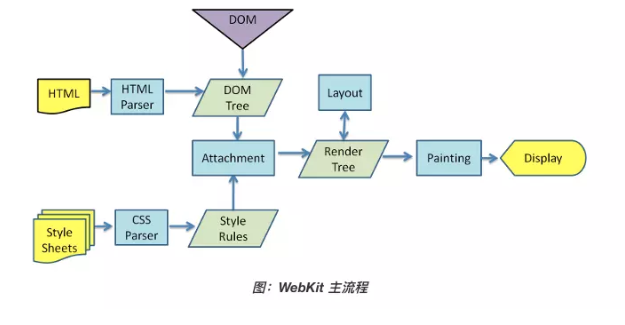 DOM
HTML
HTML
Parser
DOM
Tree
Layout
Attachment
Render
Tree
Painting
Display
Style
Sheets
CSS
Parser
Style
Rules
图：WebKit 主流程